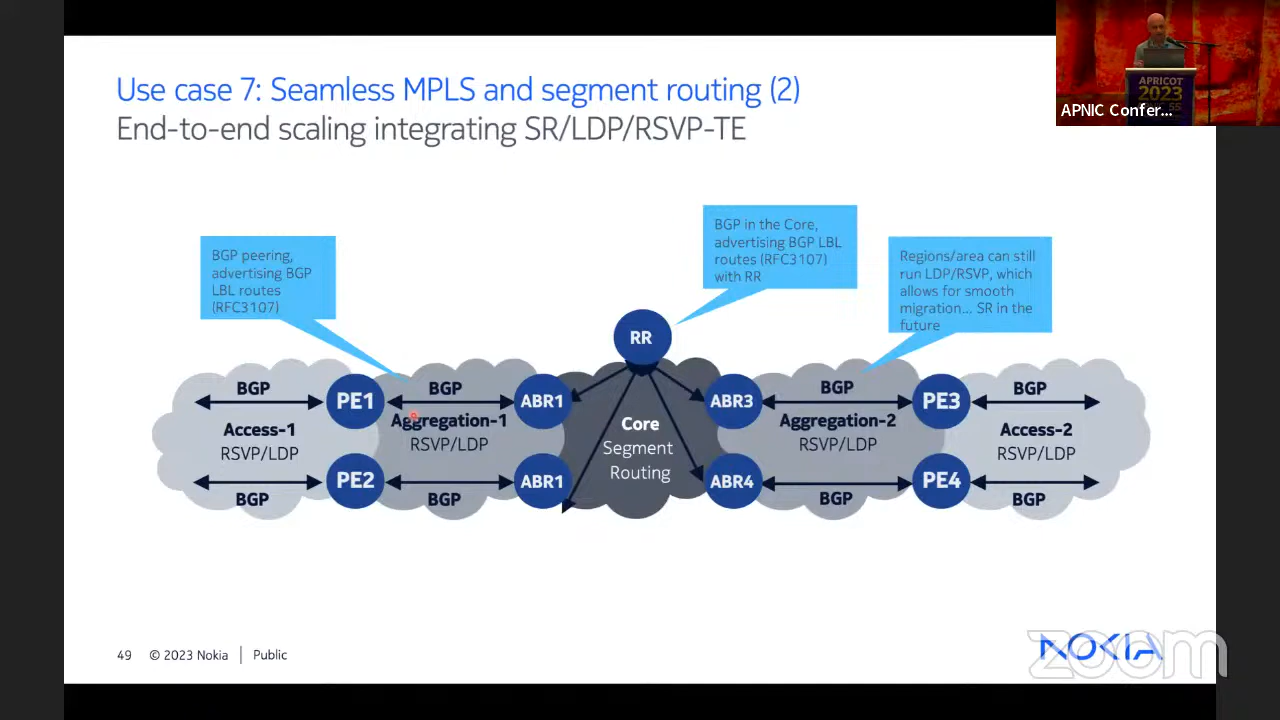 Use case 7: Seamless MPLS and segment routing (2)
End-to-end scaling integrating SR/LDP/RSVP-TE
APRICOT
2023
APNIC Confer...
BGP peering,
advertising BGP
LBL routes
(RFC3107)
BGP in the Core,
advertising BGP LBL
routes (RFC3107)
with RR
Regions/area can still
run LDP/RSVP, which
allows for smooth
migration... SR in the
future
RR
BGP
PE1
BGP
ABR1
ABR3
BGP
PE3
BGP
Access-1
RSVP/LDP
Aggregation-1
RSVP/LDP
Core
Segment
Routing
Aggregation-2
RSVP/LDP
Access-2
RSVP/LDP
BGP
PE2
BGP
ABR1
ABR4
BGP
PE4
BGP
49 © 2023 Nokia | Public
NOKIA
zoom